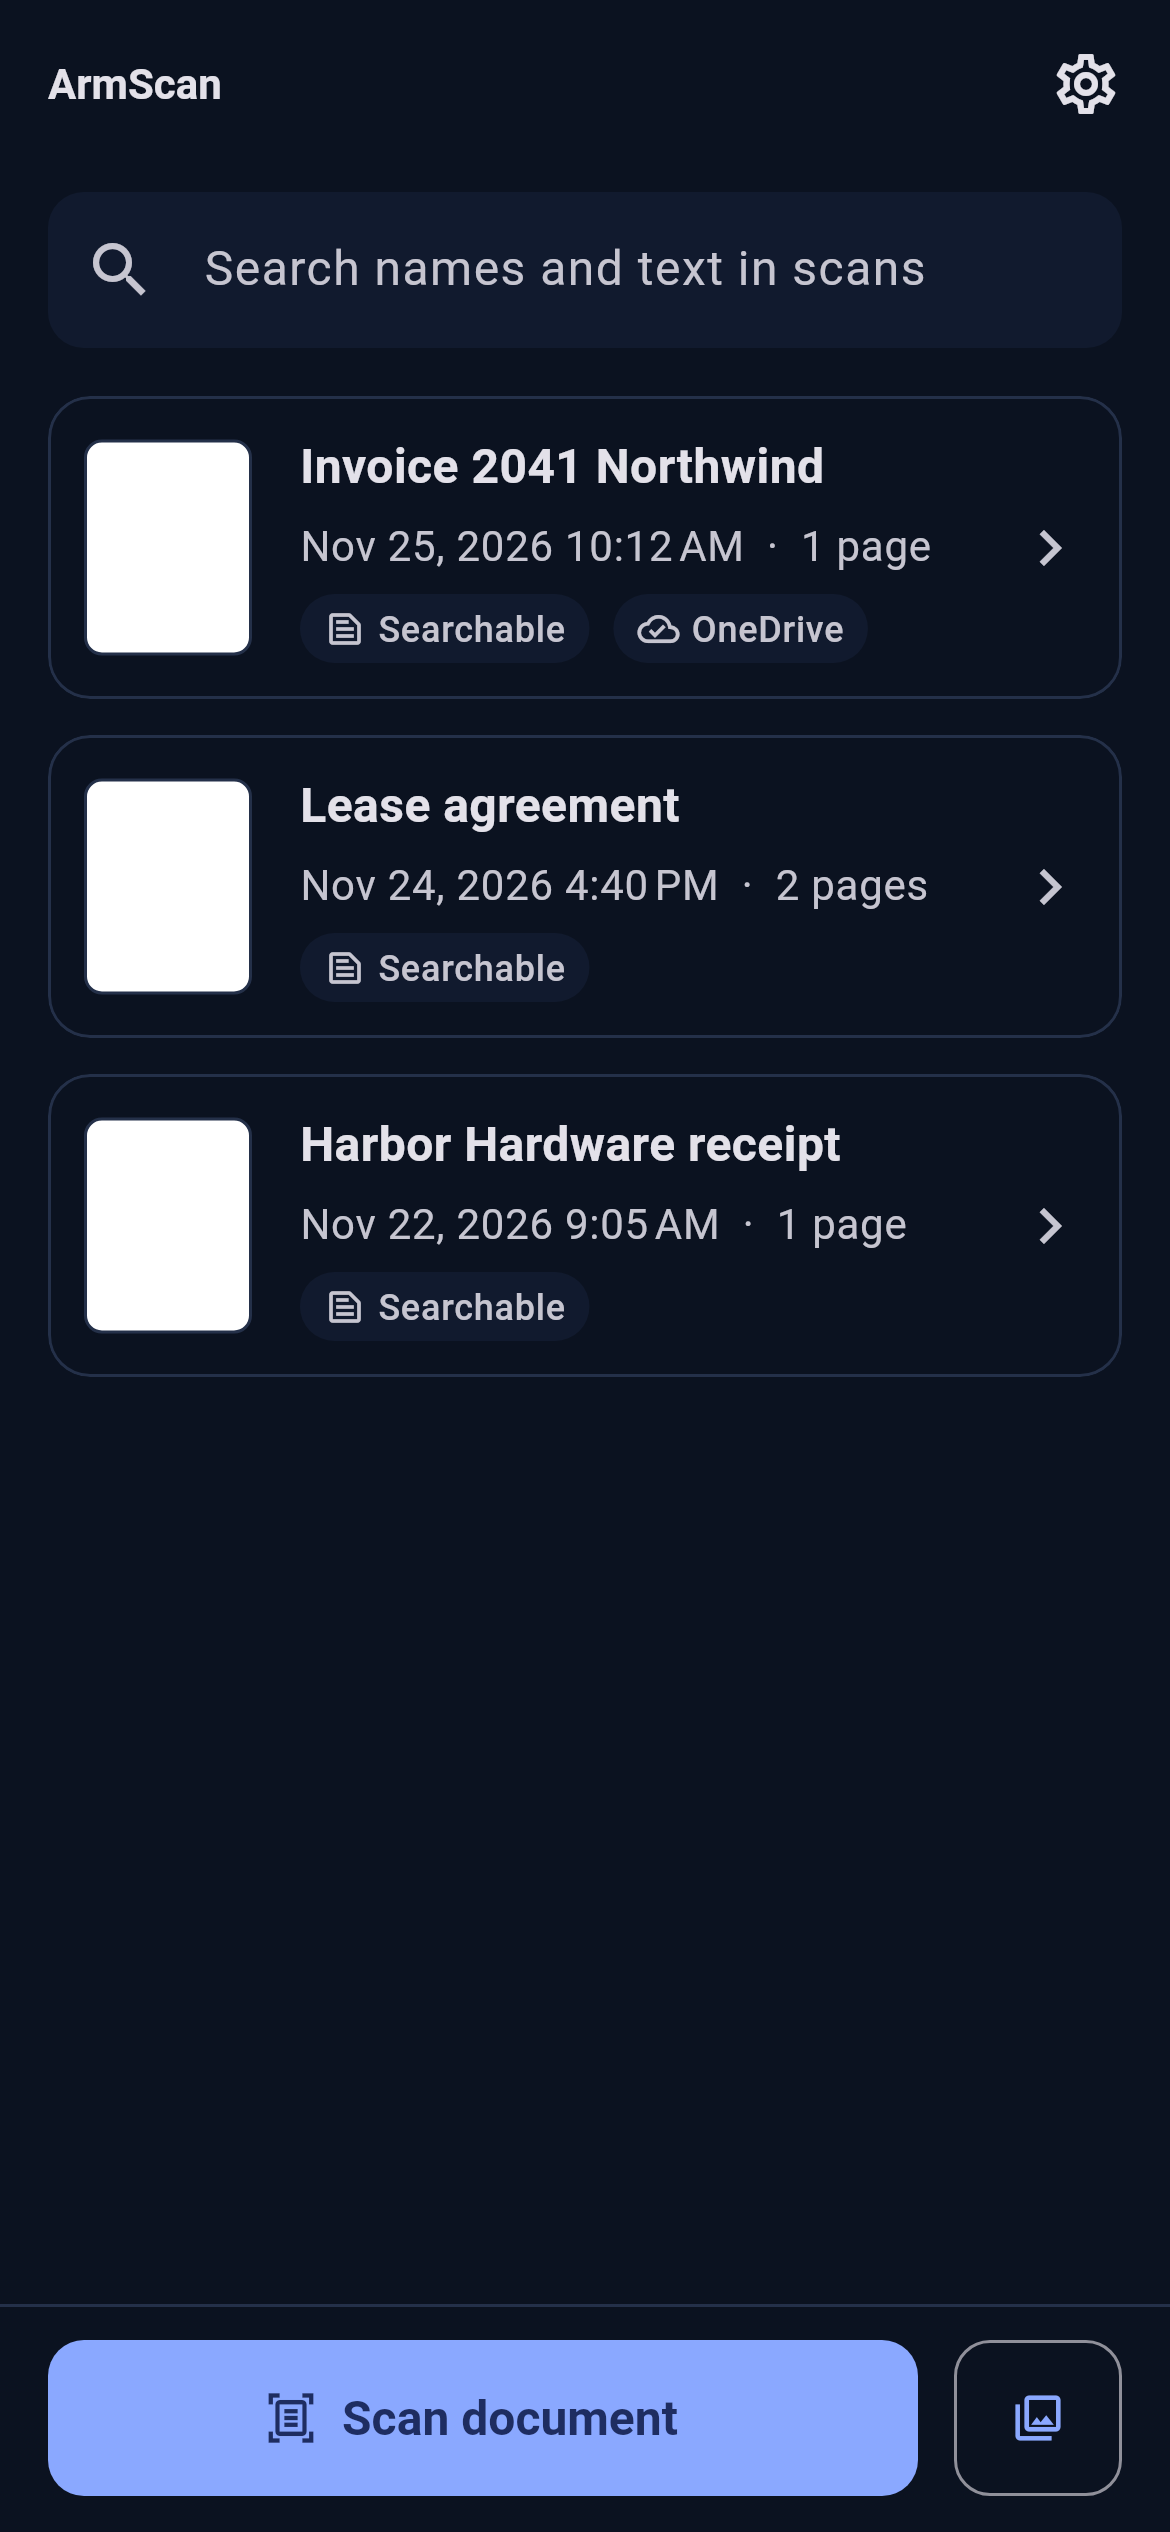 ArmScan
Search names and text in scans
Invoice 2041 Northwind
Nov 25, 2026 10:12 AM · 1 page
Searchable OneDrive
Lease agreement
Nov 24, 2026 4:40 PM · 2 pages
Searchable
Harbor Hardware receipt
Nov 22, 2026 9:05 AM · 1 page
Searchable
Scan document